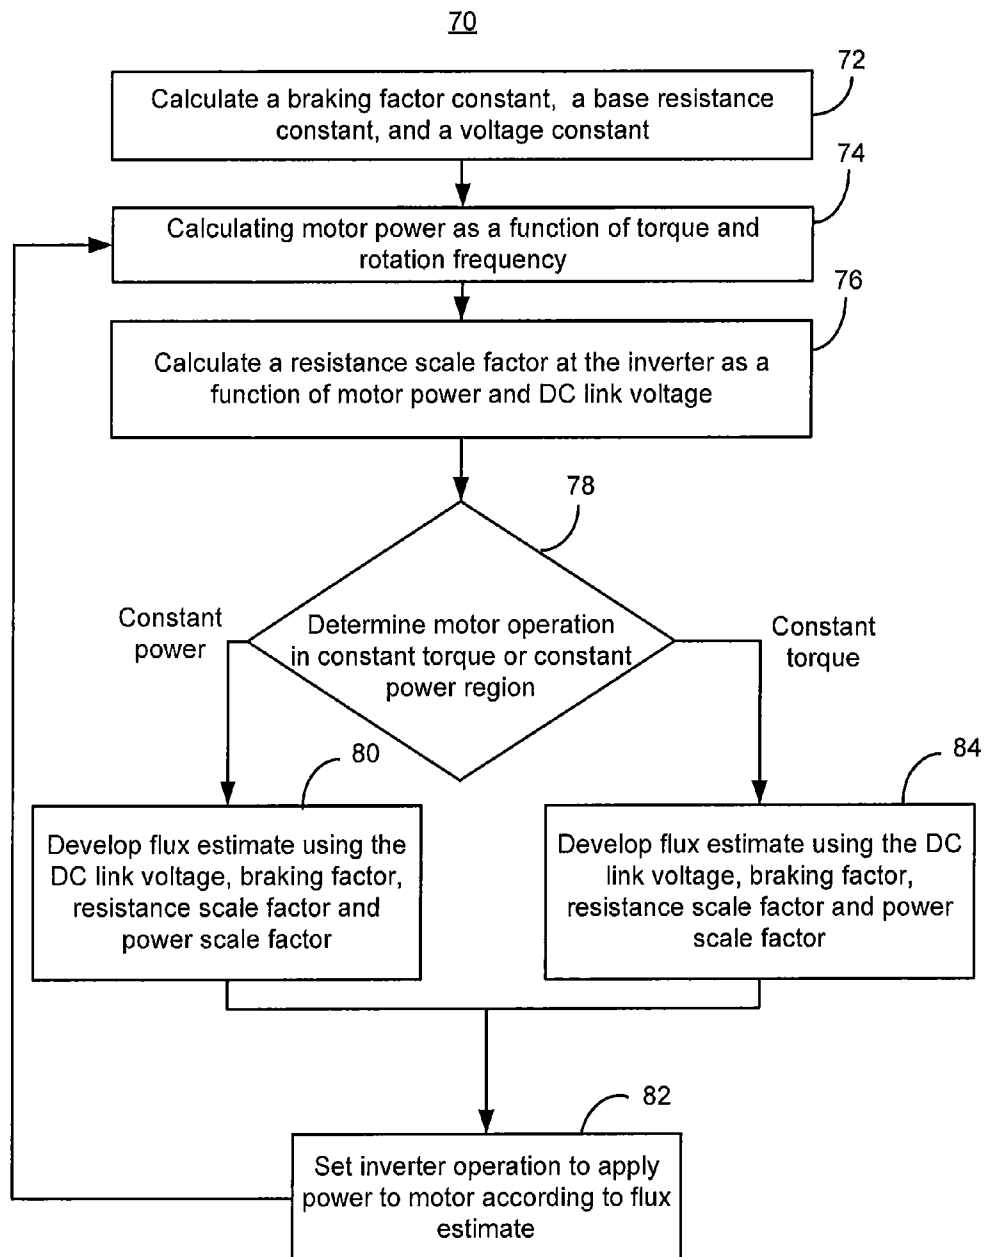 70
72
Calculate a braking factor constant, a base resistance
constant, and a voltage constant
74
Calculating motor power as a function of torque and
rotation frequency
76
Calculate a resistance scale factor at the inverter as a
function of motor power and DC link voltage
78
Constant
power
Determine motor operation
in constant torque or constant
power region
Constant
torque
80
Develop flux estimate using the
DC link voltage, braking factor,
resistance scale factor and
power scale factor
84
Develop flux estimate using the DC
link voltage, braking factor,
resistance scale factor and power
scale factor
82
Set inverter operation to apply
power to motor according to flux
estimate